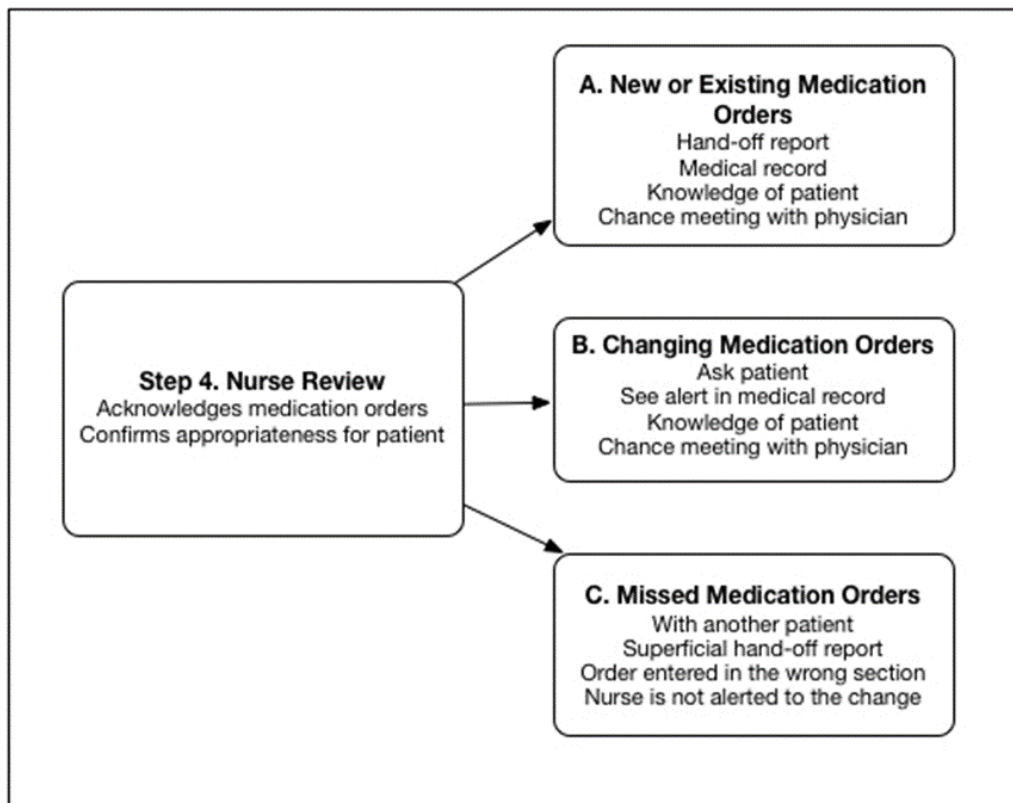 Step 4. Nurse Review
Acknowledges medication orders
Confirms appropriateness for patient
A. New or Existing Medication
Orders
Hand-off report
Medical record
Knowledge of patient
Chance meeting with physician
B. Changing Medication Orders
Ask patient
See alert in medical record
Knowledge of patient
Chance meeting with physician
C. Missed Medication Orders
With another patient
Superficial hand-off report
Order entered in the wrong section
Nurse is not alerted to the change